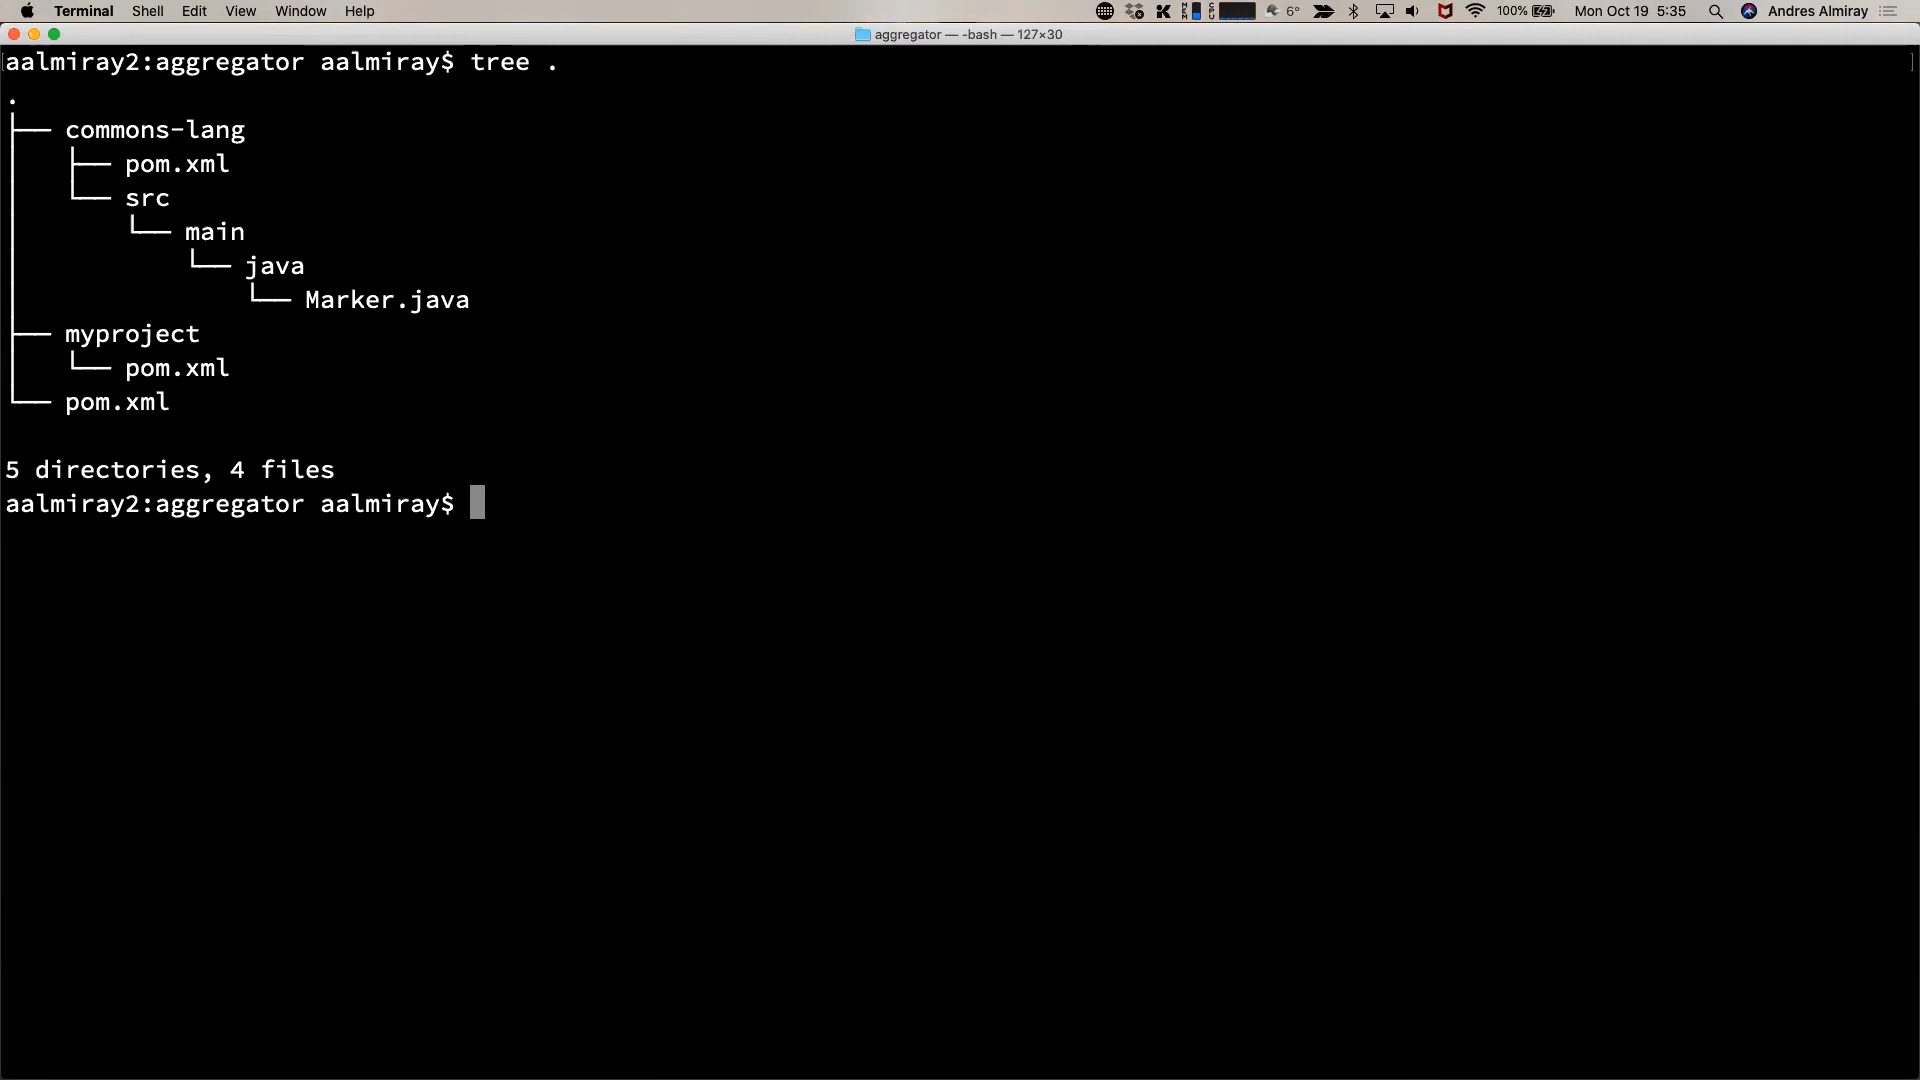 Terminal Shell Edit View Window Help 6° 100% Mon Oct 19 5:35 Andres Almiray
aggregator — -bash — 127×30
aalmiray2:aggregator aalmiray$ tree .
.
├── commons-lang
│   ├── pom.xml
│   └── src
│       └── main
│           └── java
│               └── Marker.java
├── myproject
│   └── pom.xml
└── pom.xml
5 directories, 4 files
aalmiray2:aggregator aalmiray$